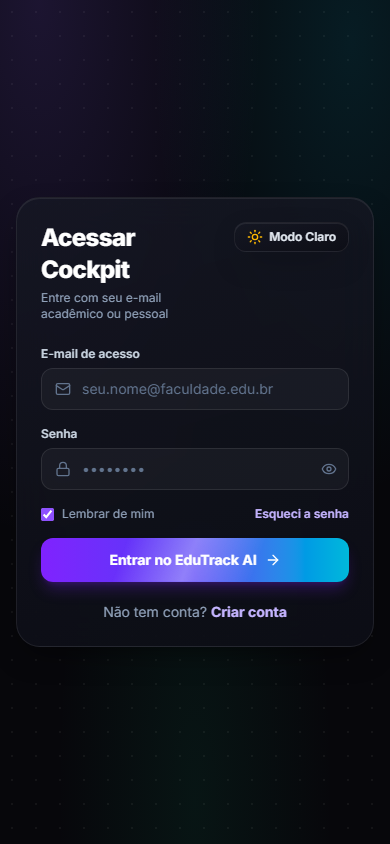 Acessar
Cockpit
Modo Claro
Entre com seu e-mail
acadêmico ou pessoal
E-mail de acesso
seu.nome@faculdade.edu.br
Senha
••••••••
Lembrar de mim
Esqueci a senha
Entrar no EduTrack AI →
Não tem conta? Criar conta